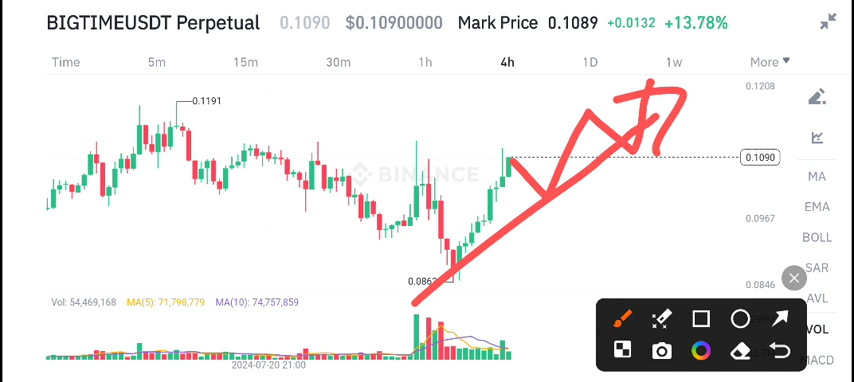 BIGTIMEUSDT Perpetual 0.1090 $0.10900000 Mark Price 0.1089 +0.0132 +13.78%
Time 5m 15m 30m 1h 4h 1D 1w More
0.1208
0.1191
0.1090
BINANCE
MA
EMA
0.0967
BOLL
SAR
0.0846
AVL
Vol: 54,469,168 MA(5): 71,798,779 MA(10): 74,757,859
VOL
MACD
2024-07-20 21:00